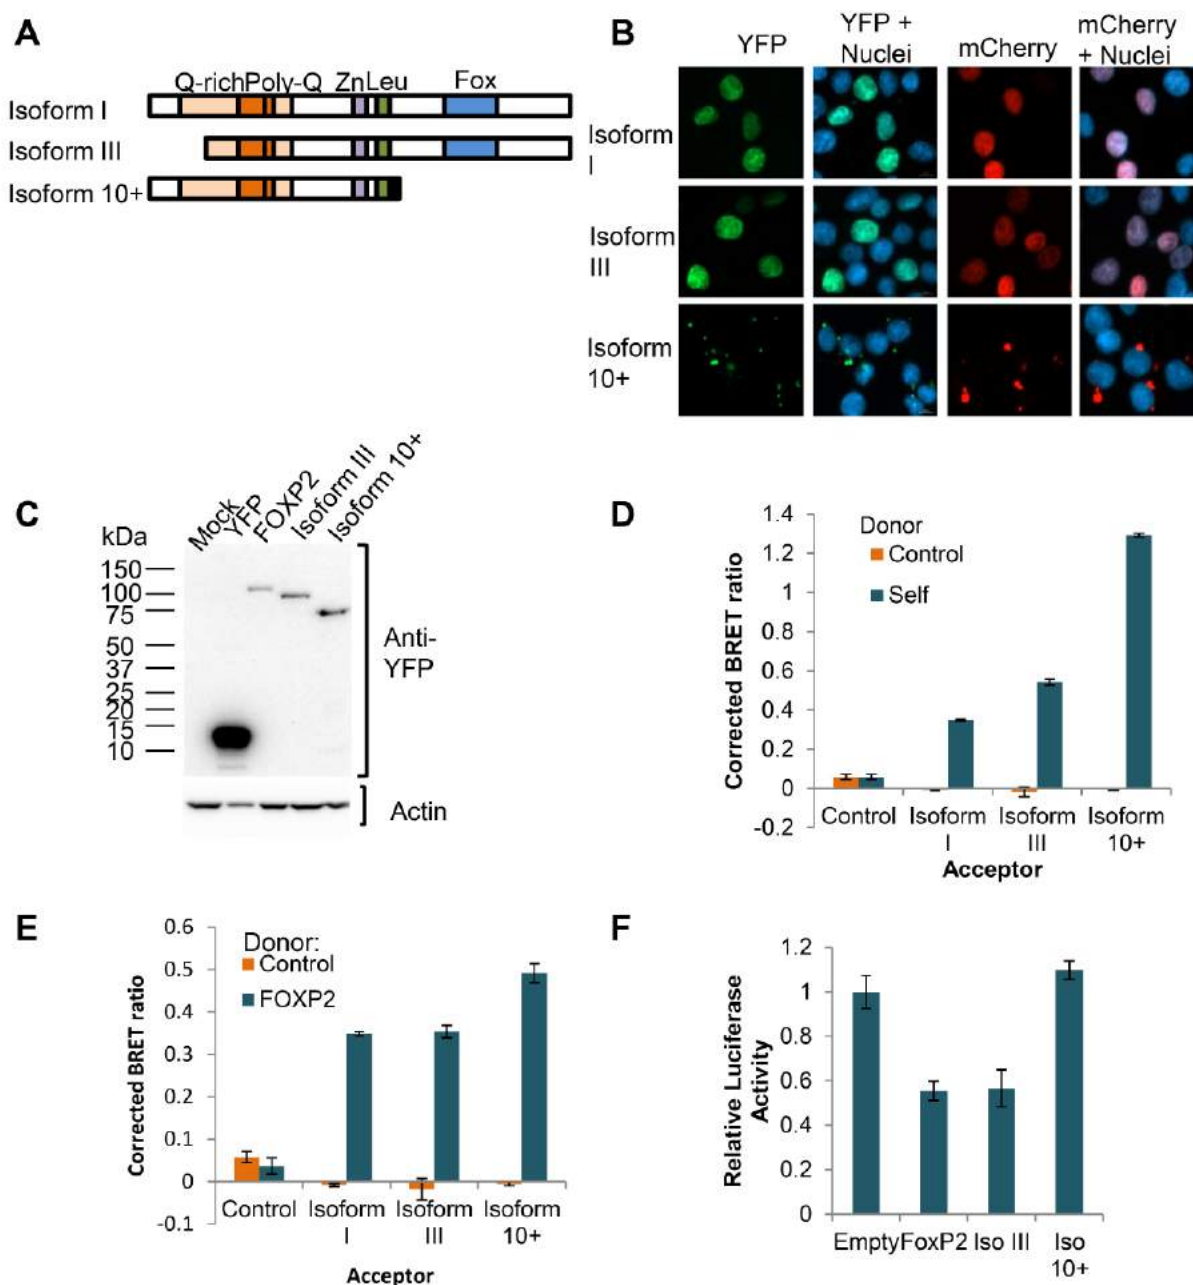 A
Q-richPoly-Q ZnLeu Fox
Isoform I
Isoform III
Isoform 10+
B
YFP
YFP +
Nuclei
mCherry
mCherry
+ Nuclei
Isoform
I
Isoform
III
Isoform
10+
C
kDa
Mock
YFP
FOXP2
Isoform III
Isoform 10+
150
100
75
50
37
25
20
15
10
Anti-
YFP
Actin
D
Corrected BRET ratio
1.4
1.2
1
0.8
0.6
0.4
0.2
0
-0.2
Donor
Control
Self
Control
Isoform
I
Isoform
III
Isoform
10+
Acceptor
E
Corrected BRET ratio
0.6
0.5
0.4
0.3
0.2
0.1
0
-0.1
Donor:
Control
FOXP2
Control
Isoform
I
Isoform
III
Isoform
10+
Acceptor
F
Relative Luciferase
Activity
1.2
1
0.8
0.6
0.4
0.2
0
Empty
FoxP2
Iso III
Iso
10+